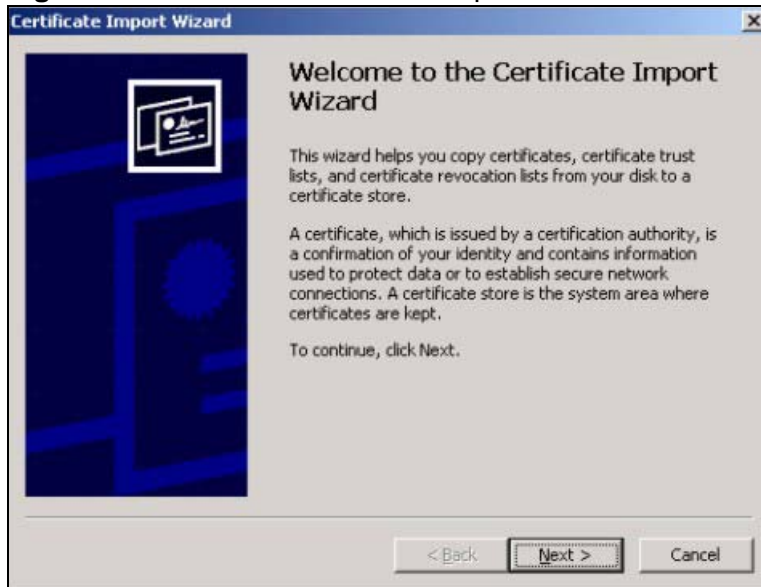 Certificate Import Wizard
Welcome to the Certificate Import
Wizard
This wizard helps you copy certificates, certificate trust
lists, and certificate revocation lists from your disk to a
certificate store.
A certificate, which is issued by a certification authority, is
a confirmation of your identity and contains information
used to protect data or to establish secure network
connections. A certificate store is the system area where
certificates are kept.
To continue, click Next.
< Back Next > Cancel